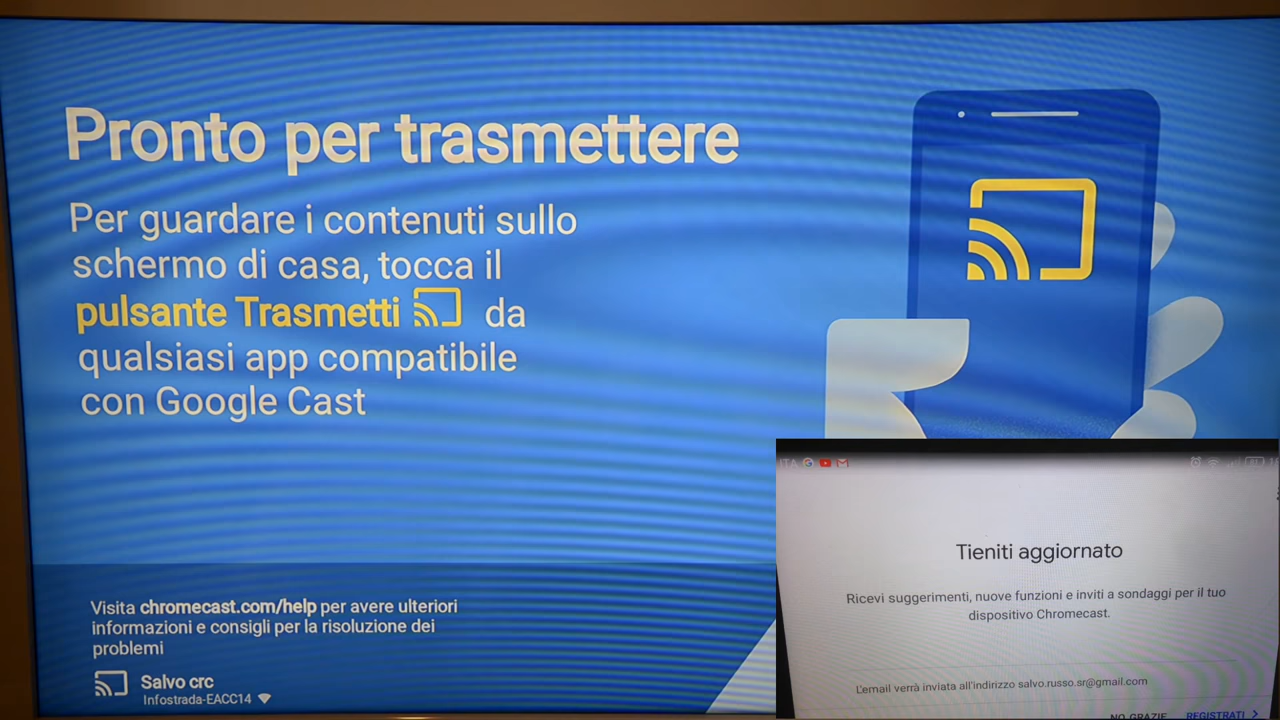 Pronto per trasmettere
Per guardare i contenuti sullo
schermo di casa, tocca il
pulsante Trasmetti da
qualsiasi app compatibile
con Google Cast
Visita chromecast.com/help per avere ulteriori
informazioni e consigli per la risoluzione dei
problemi
Salvo crc
Infostrada-EACC14
ITA
Tieniti aggiornato
Ricevi suggerimenti, nuove funzioni e inviti a sondaggi per il tuo
dispositivo Chromecast.
L'email verrà inviata all'indirizzo salvo.russo.sr@gmail.com
NO GRAZIE REGISTRATI